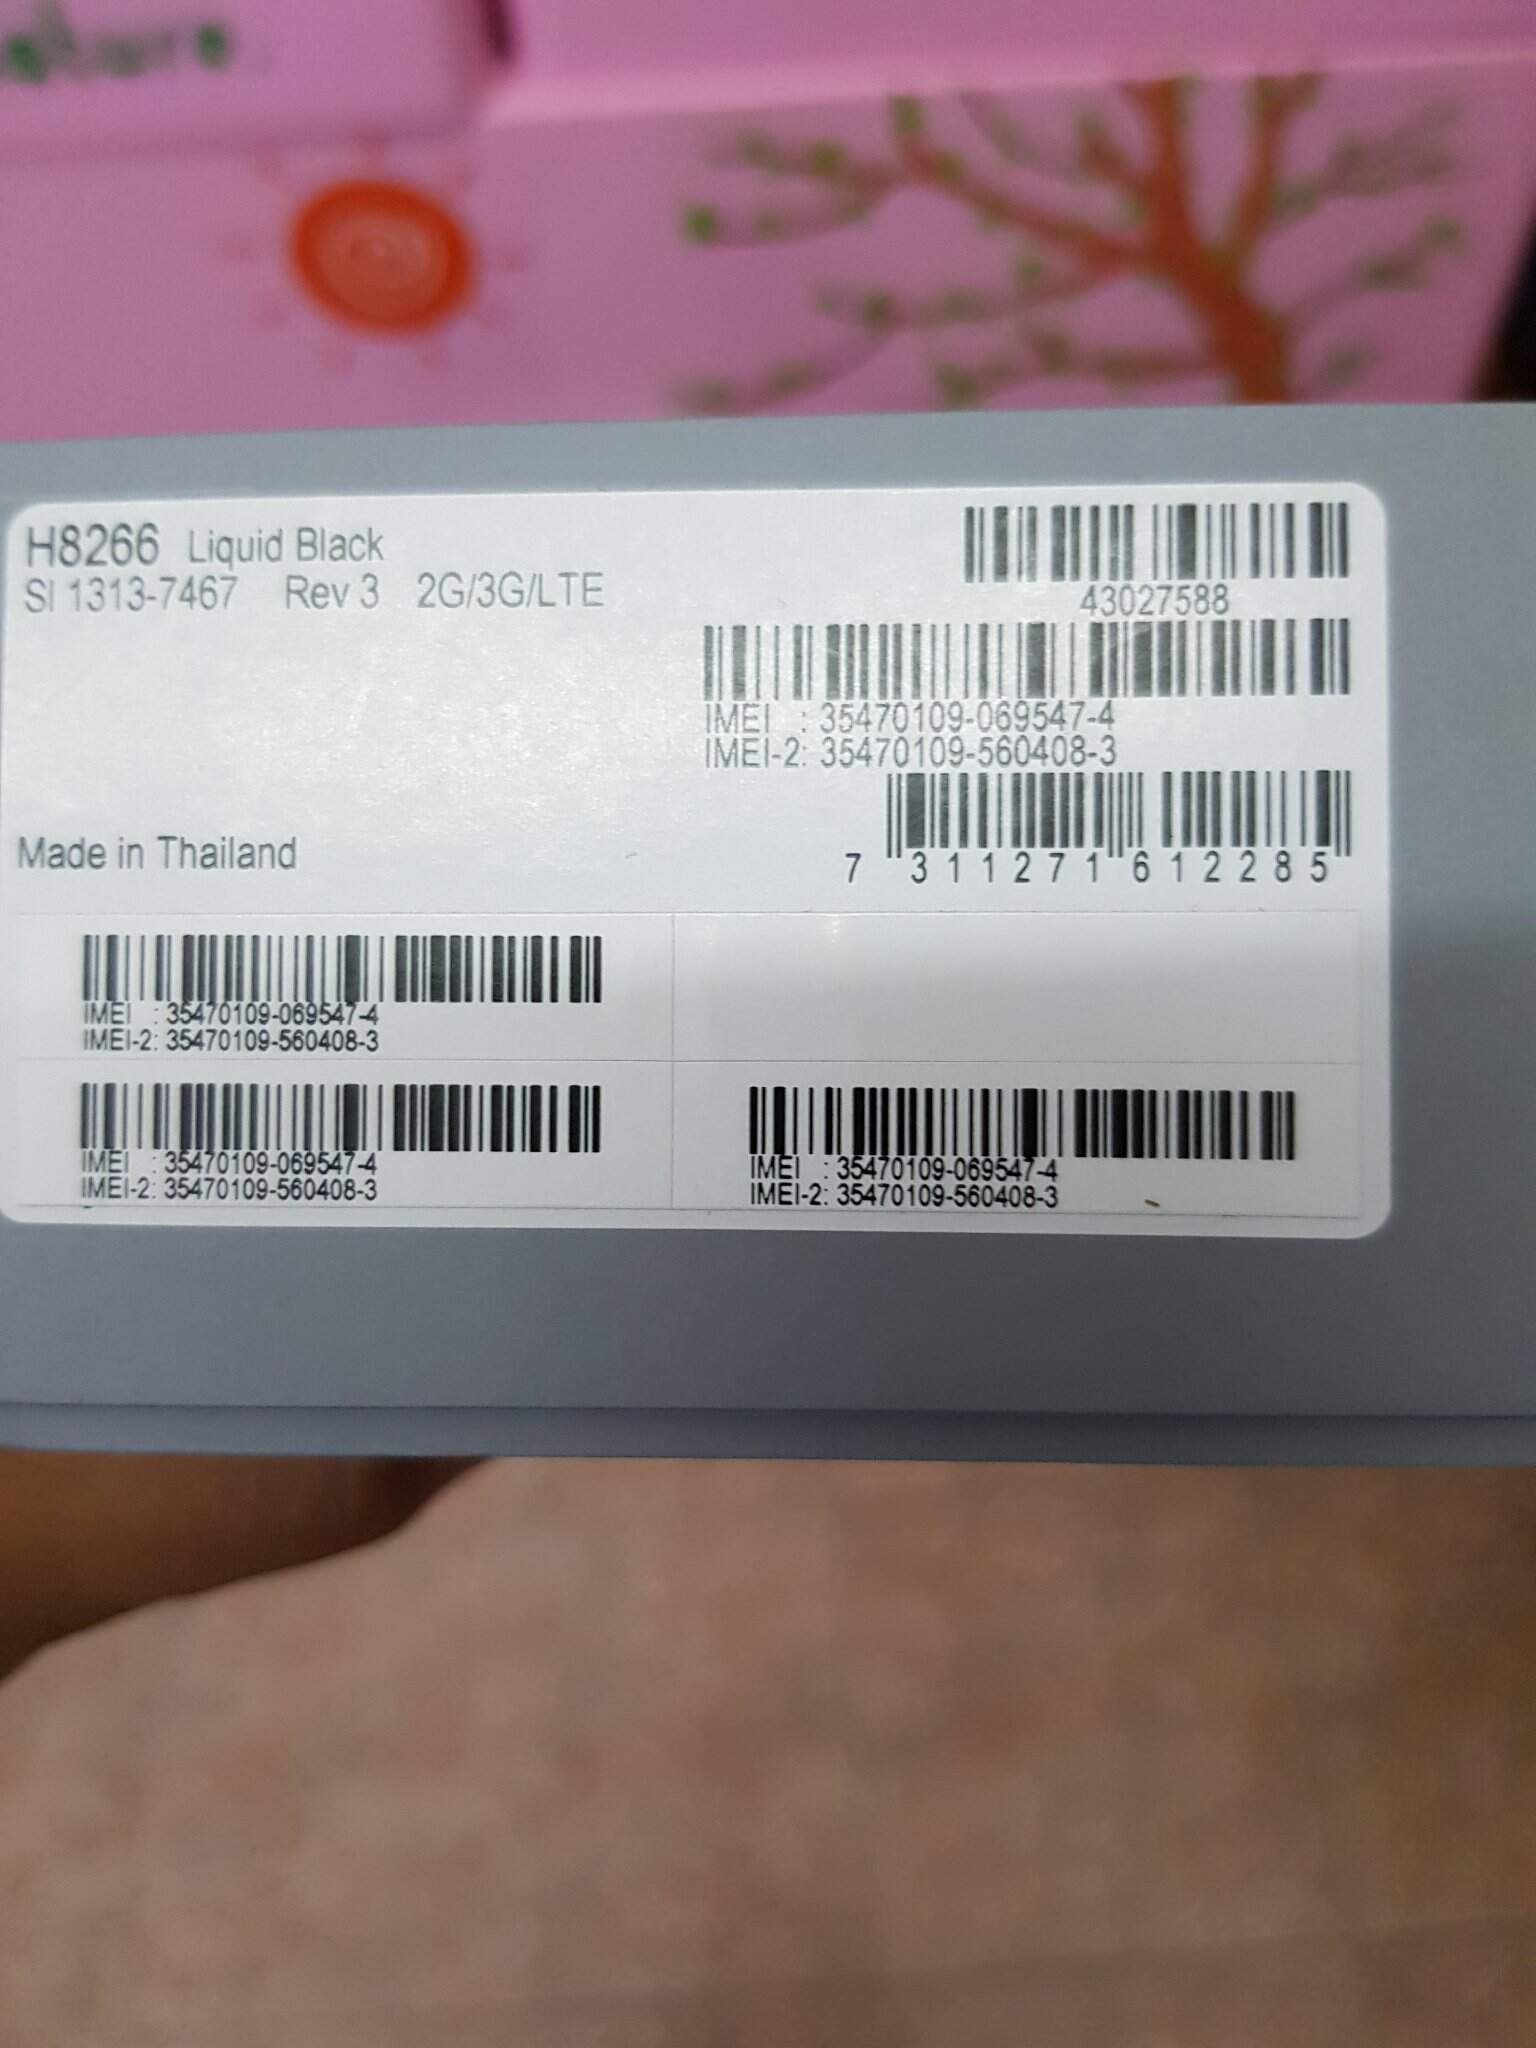 H8266 Liquid Black
SI 1313-7467 Rev 3 2G/3G/LTE
43027588
IMEI : 35470109-069547-4
IMEI-2: 35470109-560408-3
Made in Thailand
7 311271 612285
IMEI : 35470109-069547-4
IMEI-2: 35470109-560408-3
IMEI : 35470109-069547-4
IMEI-2: 35470109-560408-3
IMEI : 35470109-069547-4
IMEI-2: 35470109-560408-3